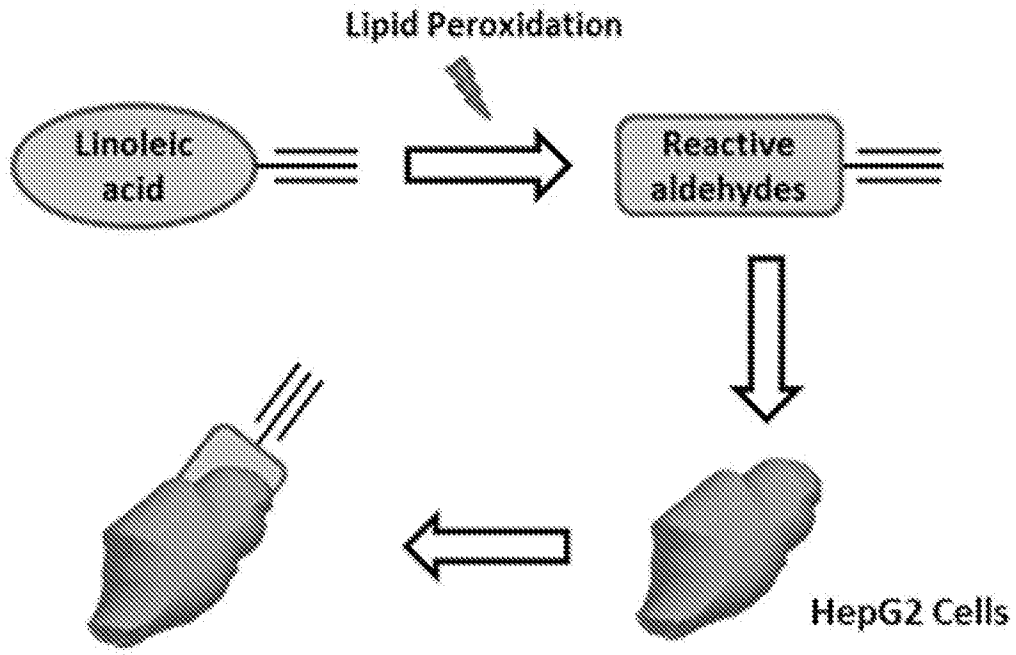 Lipid Peroxidation
Linoleic
acid
Reactive
aldehydes
HepG2 Cells